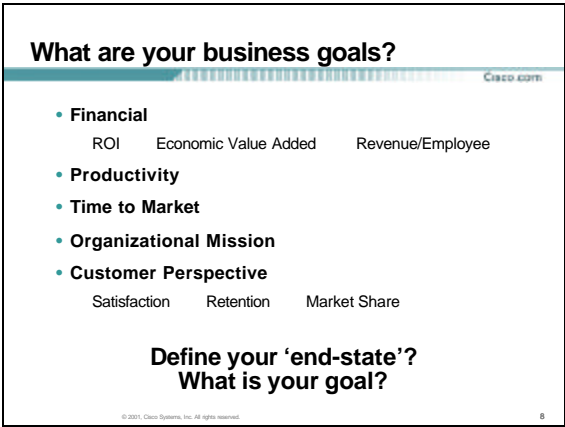 What are your business goals?
Cisco.com
• Financial
ROI Economic Value Added Revenue/Employee
• Productivity
• Time to Market
• Organizational Mission
• Customer Perspective
Satisfaction Retention Market Share
Define your ‘end-state’?
What is your goal?
© 2001, Cisco Systems, Inc. All rights reserved. 8